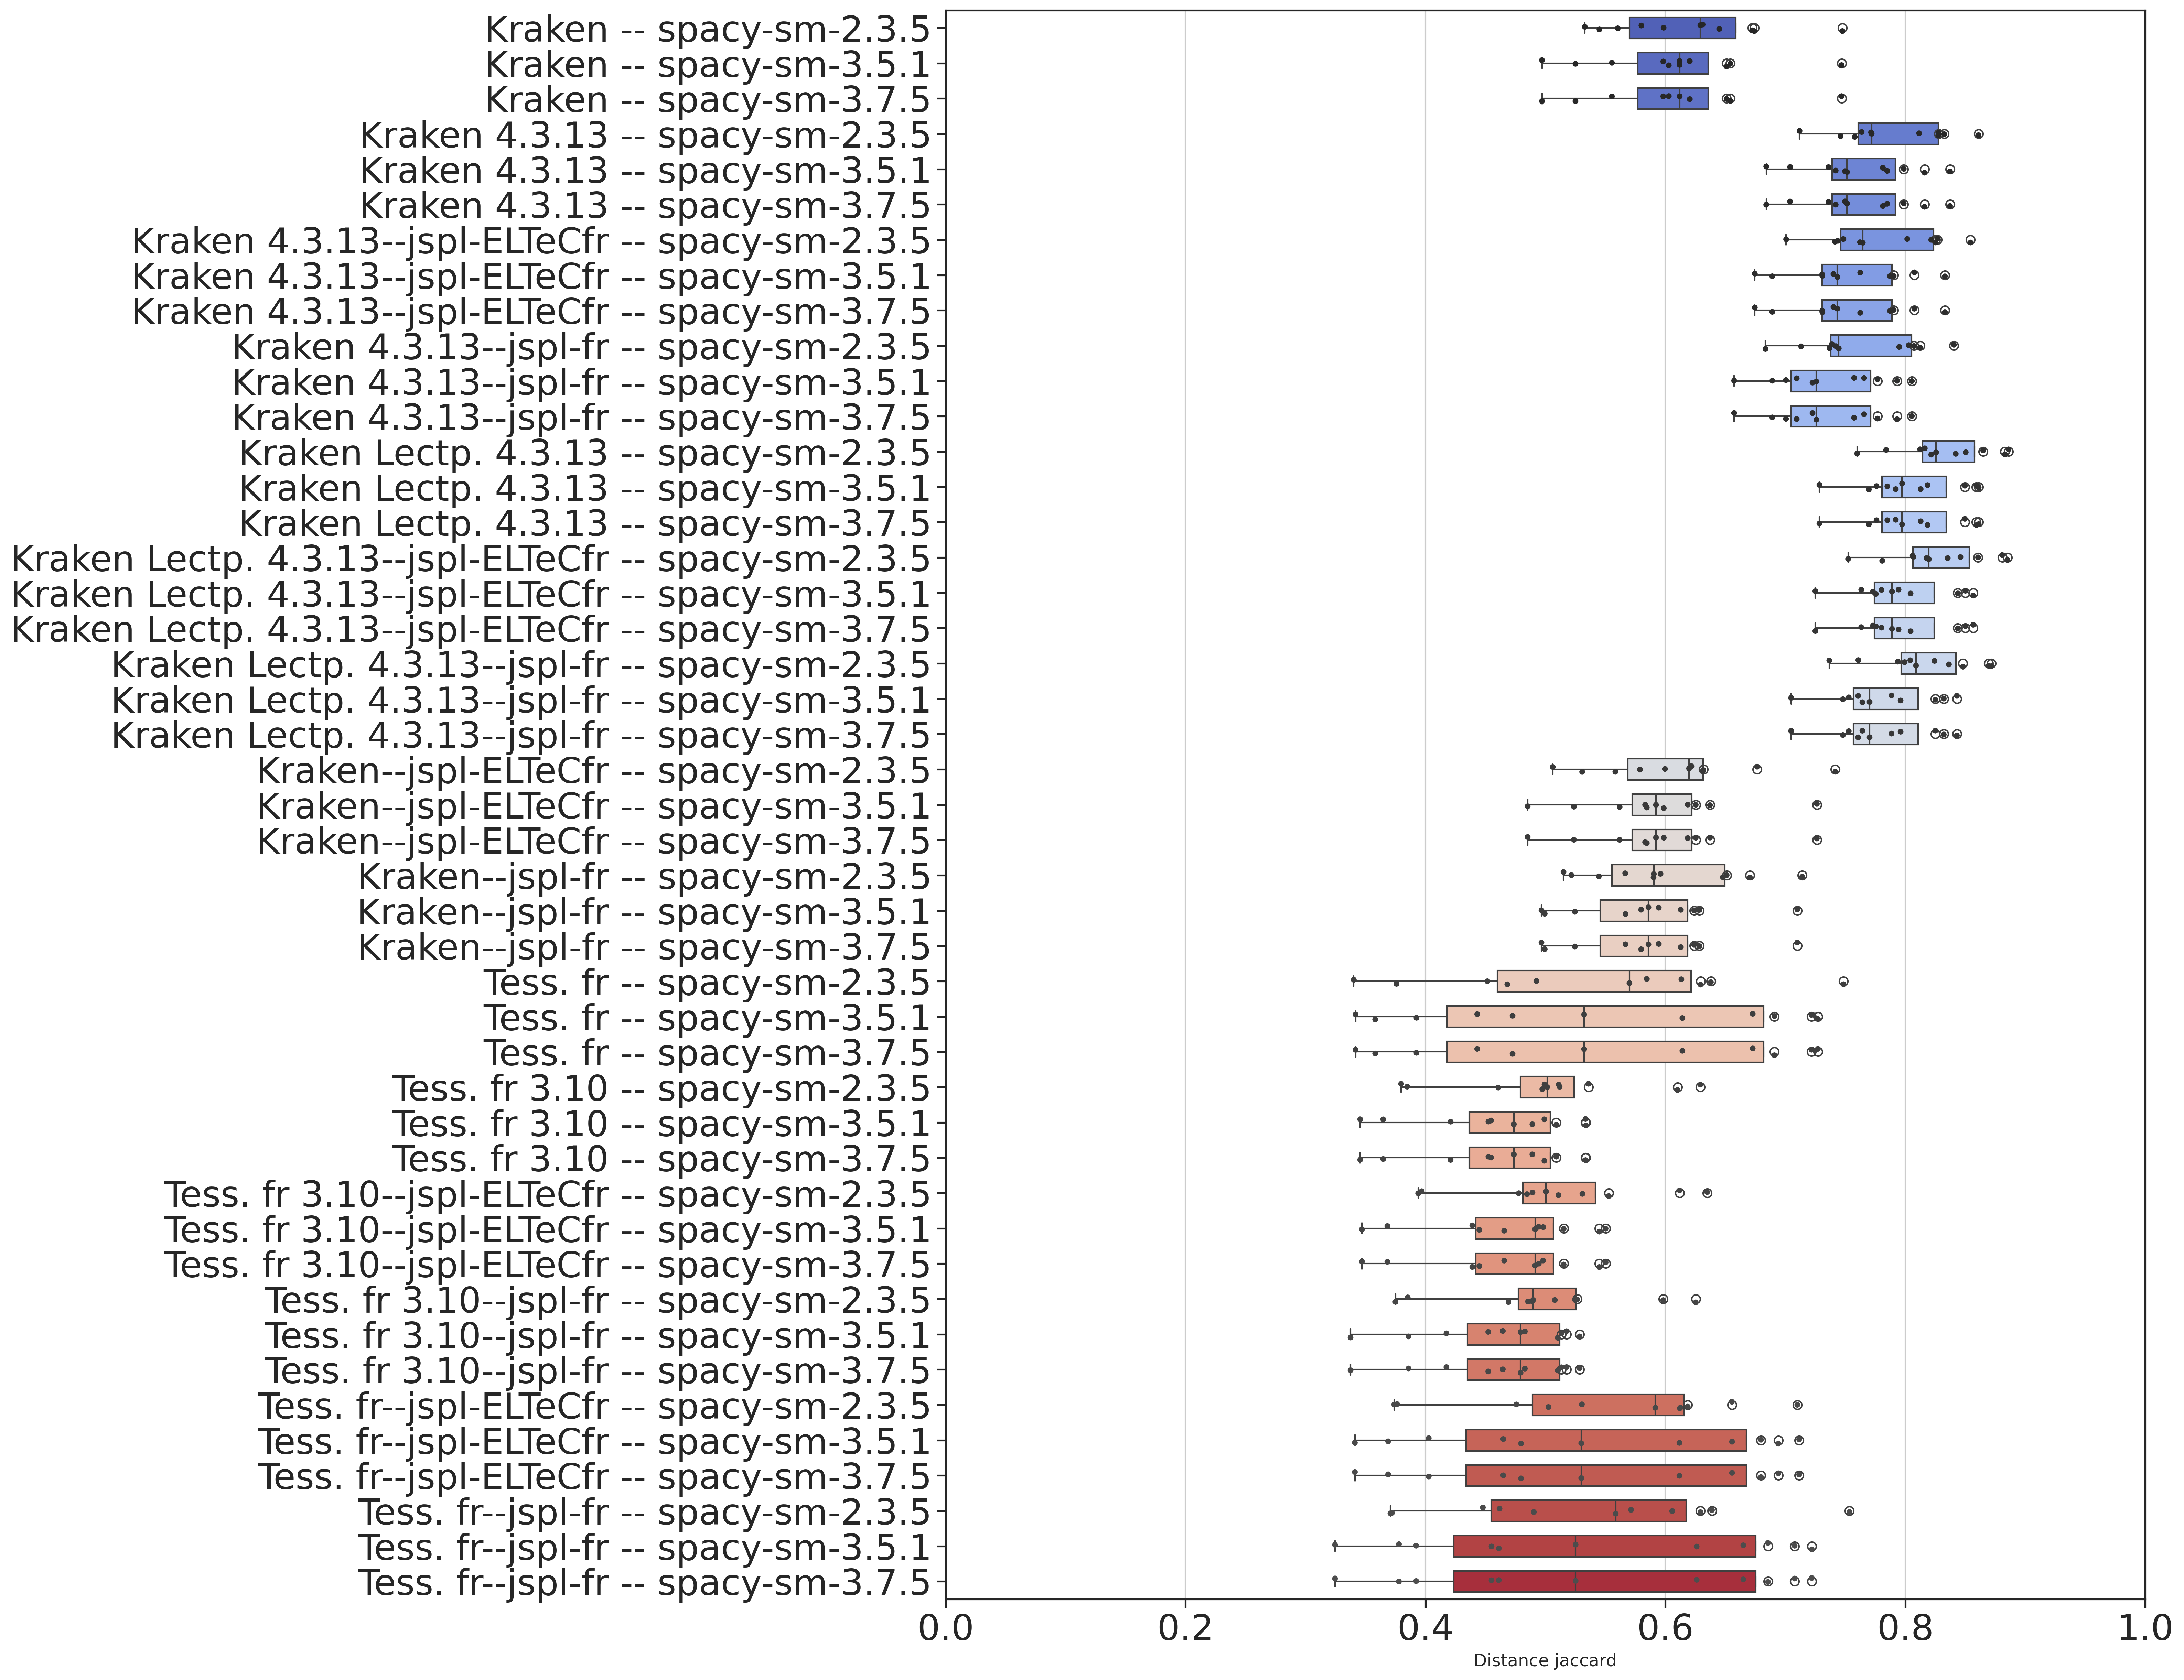 Kraken -- spacy-sm-2.3.5
Kraken -- spacy-sm-3.5.1
Kraken -- spacy-sm-3.7.5
Kraken 4.3.13 -- spacy-sm-2.3.5
Kraken 4.3.13 -- spacy-sm-3.5.1
Kraken 4.3.13 -- spacy-sm-3.7.5
Kraken 4.3.13--jspl-ELTeCfr -- spacy-sm-2.3.5
Kraken 4.3.13--jspl-ELTeCfr -- spacy-sm-3.5.1
Kraken 4.3.13--jspl-ELTeCfr -- spacy-sm-3.7.5
Kraken 4.3.13--jspl-fr -- spacy-sm-2.3.5
Kraken 4.3.13--jspl-fr -- spacy-sm-3.5.1
Kraken 4.3.13--jspl-fr -- spacy-sm-3.7.5
Kraken Lectp. 4.3.13 -- spacy-sm-2.3.5
Kraken Lectp. 4.3.13 -- spacy-sm-3.5.1
Kraken Lectp. 4.3.13 -- spacy-sm-3.7.5
Kraken Lectp. 4.3.13--jspl-ELTeCfr -- spacy-sm-2.3.5
Kraken Lectp. 4.3.13--jspl-ELTeCfr -- spacy-sm-3.5.1
Kraken Lectp. 4.3.13--jspl-ELTeCfr -- spacy-sm-3.7.5
Kraken Lectp. 4.3.13--jspl-fr -- spacy-sm-2.3.5
Kraken Lectp. 4.3.13--jspl-fr -- spacy-sm-3.5.1
Kraken Lectp. 4.3.13--jspl-fr -- spacy-sm-3.7.5
Kraken--jspl-ELTeCfr -- spacy-sm-2.3.5
Kraken--jspl-ELTeCfr -- spacy-sm-3.5.1
Kraken--jspl-ELTeCfr -- spacy-sm-3.7.5
Kraken--jspl-fr -- spacy-sm-2.3.5
Kraken--jspl-fr -- spacy-sm-3.5.1
Kraken--jspl-fr -- spacy-sm-3.7.5
Tess. fr -- spacy-sm-2.3.5
Tess. fr -- spacy-sm-3.5.1
Tess. fr -- spacy-sm-3.7.5
Tess. fr 3.10 -- spacy-sm-2.3.5
Tess. fr 3.10 -- spacy-sm-3.5.1
Tess. fr 3.10 -- spacy-sm-3.7.5
Tess. fr 3.10--jspl-ELTeCfr -- spacy-sm-2.3.5
Tess. fr 3.10--jspl-ELTeCfr -- spacy-sm-3.5.1
Tess. fr 3.10--jspl-ELTeCfr -- spacy-sm-3.7.5
Tess. fr 3.10--jspl-fr -- spacy-sm-2.3.5
Tess. fr 3.10--jspl-fr -- spacy-sm-3.5.1
Tess. fr 3.10--jspl-fr -- spacy-sm-3.7.5
Tess. fr--jspl-ELTeCfr -- spacy-sm-2.3.5
Tess. fr--jspl-ELTeCfr -- spacy-sm-3.5.1
Tess. fr--jspl-ELTeCfr -- spacy-sm-3.7.5
Tess. fr--jspl-fr -- spacy-sm-2.3.5
Tess. fr--jspl-fr -- spacy-sm-3.5.1
Tess. fr--jspl-fr -- spacy-sm-3.7.5
0.0 0.2 0.4 0.6 0.8 1.0
Distance jaccard